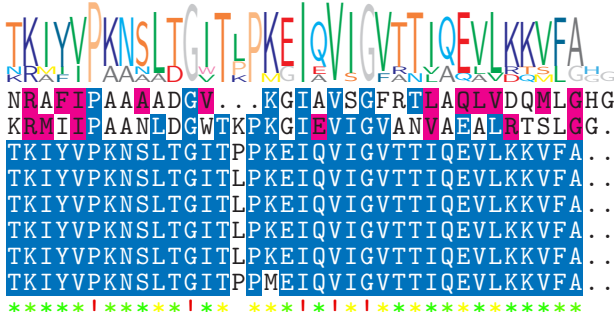 TKIYVPKNSLTGITLPKEIQVIGVTTIQEVLKKVFA
NRAFIPAAAADGV...KGIAVSGFRTLAQLVDQMLGHG
KRMIIPAANLDGWTKPKGIEVIGVANVAEALRTSLGG.
TKIYVPKNSLTGITPPKEIQVIGVTTIQEVLKKVFA..
TKIYVPKNSLTGITLPKEIQVIGVTTIQEVLKKVFA..
TKIYVPKNSLTGITLPKEIQVIGVTTIQEVLKKVFA..
TKIYVPKNSLTGITLPKEIQVIGVTTIQEVLKKVFA..
TKIYVPKNSLTGITLPKEIQVIGVTTIQEVLKKVFA..
TKIYVPKNSLTGITPPMEIQVIGVTTIQEVLKKVFA..
*****!*****!** ***!*!*!*************